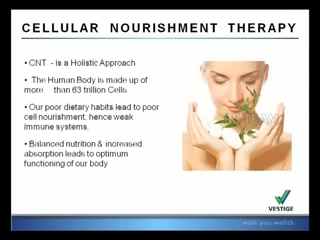 CELLULAR NOURISHMENT THERAPY
• CNT - is a Holistic Approach
• The Human Body is made up of
more than 63 trillion Cells
• Our poor dietary habits lead to poor
cell nourishment, hence weak
immune systems.
• Balanced nutrition & increased
absorption leads to optimum
functioning of our body
VESTIGE
wish you wellth